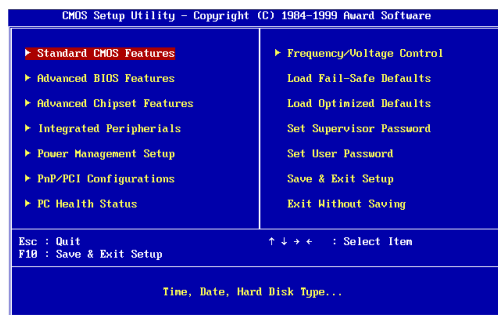 CMOS Setup Utility - Copyright (C) 1984-1999 Award Software
▶ Standard CMOS Features
▶ Advanced BIOS Features
▶ Advanced Chipset Features
▶ Integrated Peripherials
▶ Power Management Setup
▶ PnP/PCI Configurations
▶ PC Health Status
▶ Frequency/Voltage Control
Load Fail-Safe Defaults
Load Optimized Defaults
Set Supervisor Password
Set User Password
Save & Exit Setup
Exit Without Saving
Esc : Quit
F10 : Save & Exit Setup
↑ ↓ → ← : Select Item
Time, Date, Hard Disk Type...